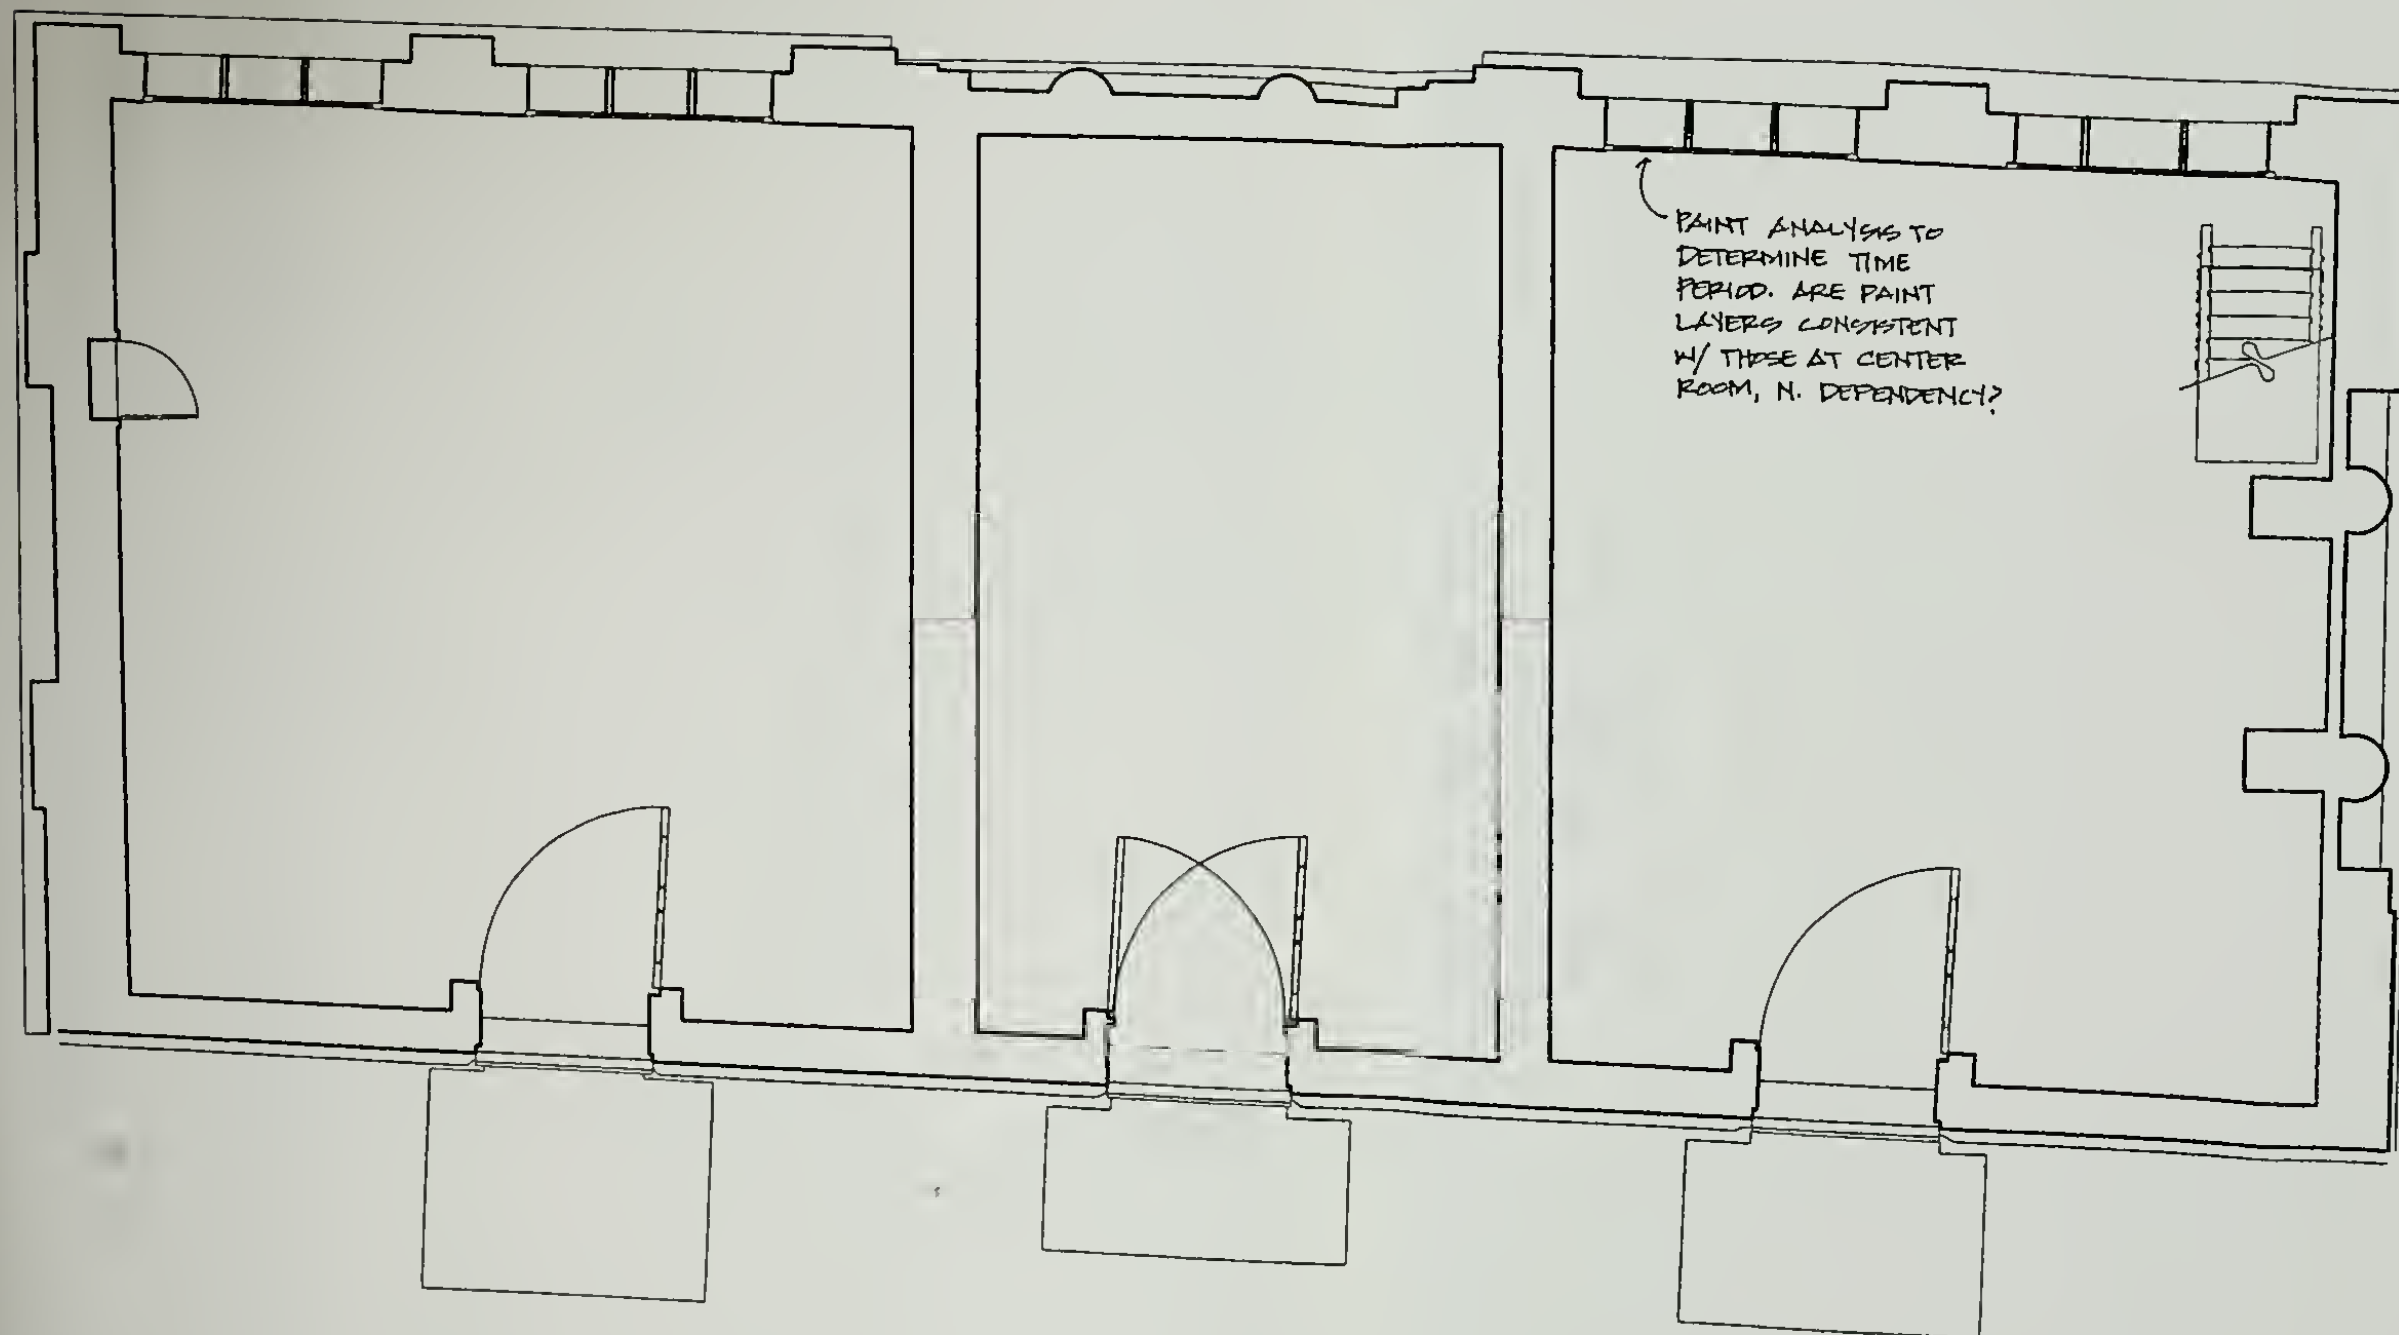 PAINT ANALYSIS TO
DETERMINE TIME
PERIOD. ARE PAINT
LAYERS CONSISTENT
W/ THOSE AT CENTER
ROOM, N. DEPENDENCY?